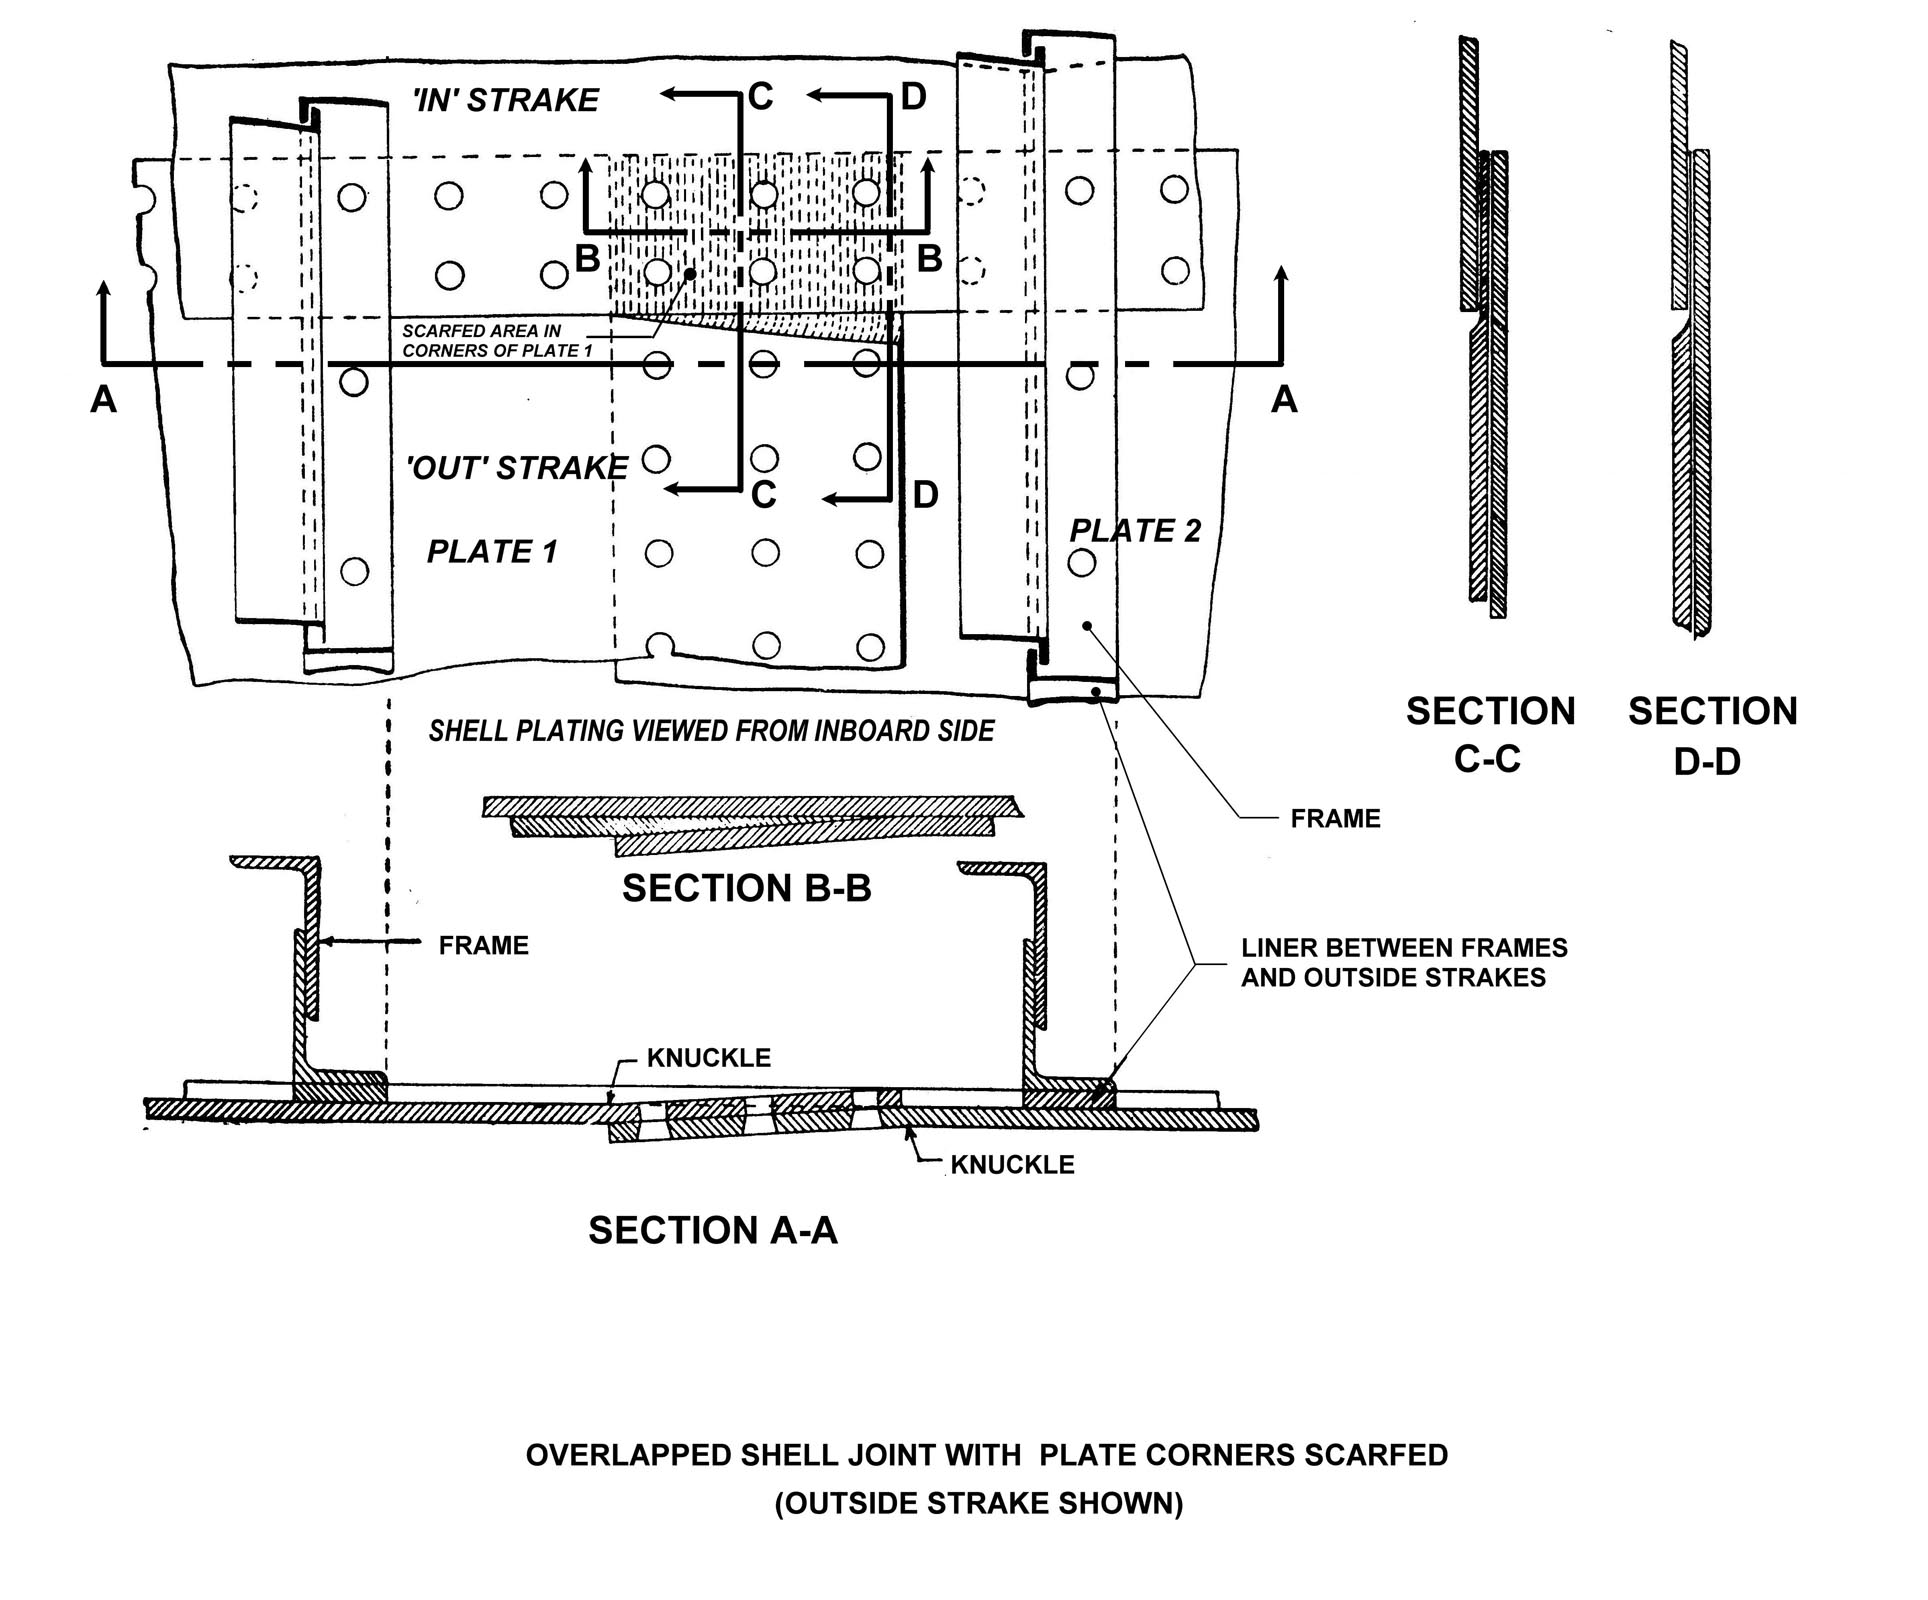 'IN' STRAKE
C
D
B
B
SCARFED AREA IN
CORNERS OF PLATE 1
A
A
'OUT' STRAKE
C
D
PLATE 1
PLATE 2
SHELL PLATING VIEWED FROM INBOARD SIDE
SECTION
C-C
SECTION
D-D
FRAME
SECTION B-B
FRAME
LINER BETWEEN FRAMES
AND OUTSIDE STRAKES
KNUCKLE
KNUCKLE
SECTION A-A
OVERLAPPED SHELL JOINT WITH PLATE CORNERS SCARFED
(OUTSIDE STRAKE SHOWN)